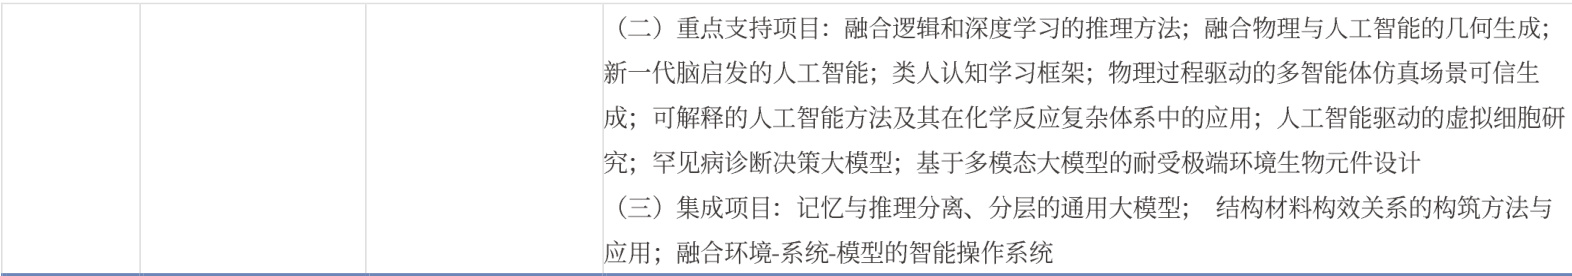 （二）重点支持项目：融合逻辑和深度学习的推理方法；融合物理与人工智能的几何生成；
新一代脑启发的人工智能；类人认知学习框架；物理过程驱动的多智能体仿真场景可信生
成；可解释的人工智能方法及其在化学反应复杂体系中的应用；人工智能驱动的虚拟细胞研
究；罕见病诊断决策大模型；基于多模态大模型的耐受极端环境生物元件设计
（三）集成项目：记忆与推理分离、分层的通用大模型； 结构材料构效关系的构筑方法与
应用；融合环境-系统-模型的智能操作系统